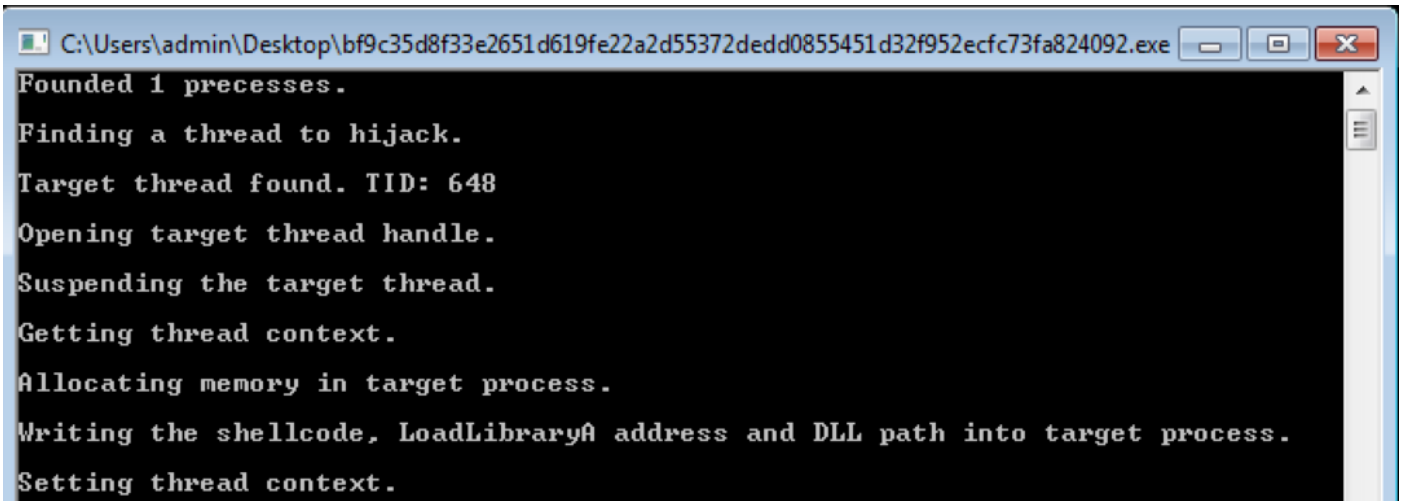 C:\Users\admin\Desktop\bf9c35d8f33e2651d619fe22a2d55372dedd0855451d32f952ecfc73fa824092.exe
Founded 1 precesses.
Finding a thread to hijack.
Target thread found. TID: 648
Opening target thread handle.
Suspending the target thread.
Getting thread context.
Allocating memory in target process.
Writing the shellcode, LoadLibraryA address and DLL path into target process.
Setting thread context.